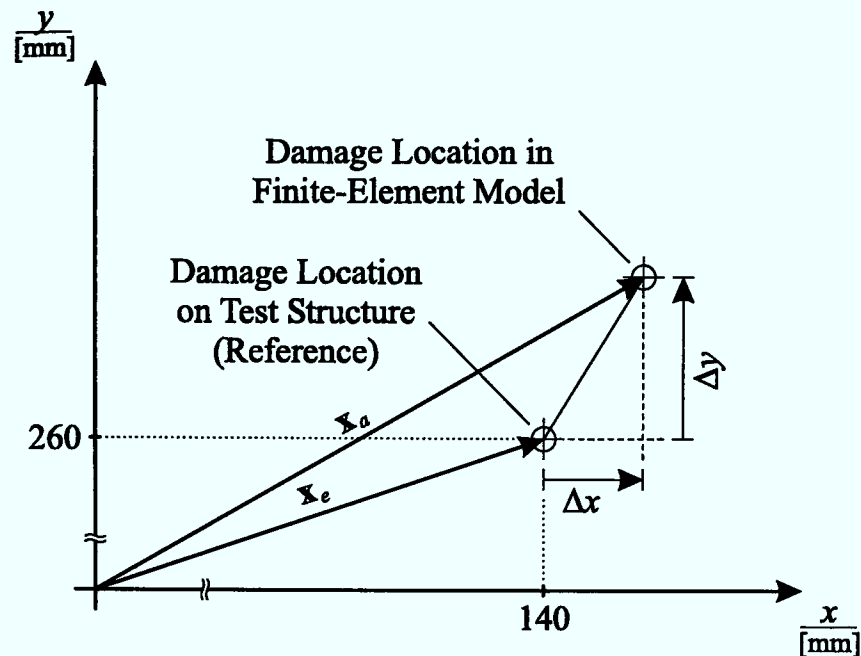 y
[mm]
Damage Location in
Finite-Element Model
Damage Location
on Test Structure
(Reference)
Δy
𝐱ₐ
260
𝐱ₑ
Δx
140
x
[mm]